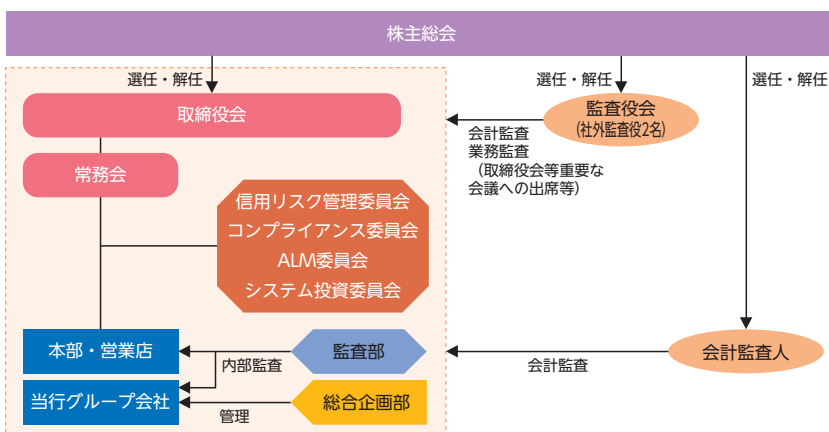 株主総会
選任・解任
選任・解任
選任・解任
取締役会
監査役会
(社外監査役2名)
会計監査
業務監査
(取締役会等重要な
会議への出席等)
常務会
信用リスク管理委員会
コンプライアンス委員会
ALM委員会
システム投資委員会
本部・営業店
監査部
会計監査人
内部監査
会計監査
当行グループ会社
総合企画部
管理